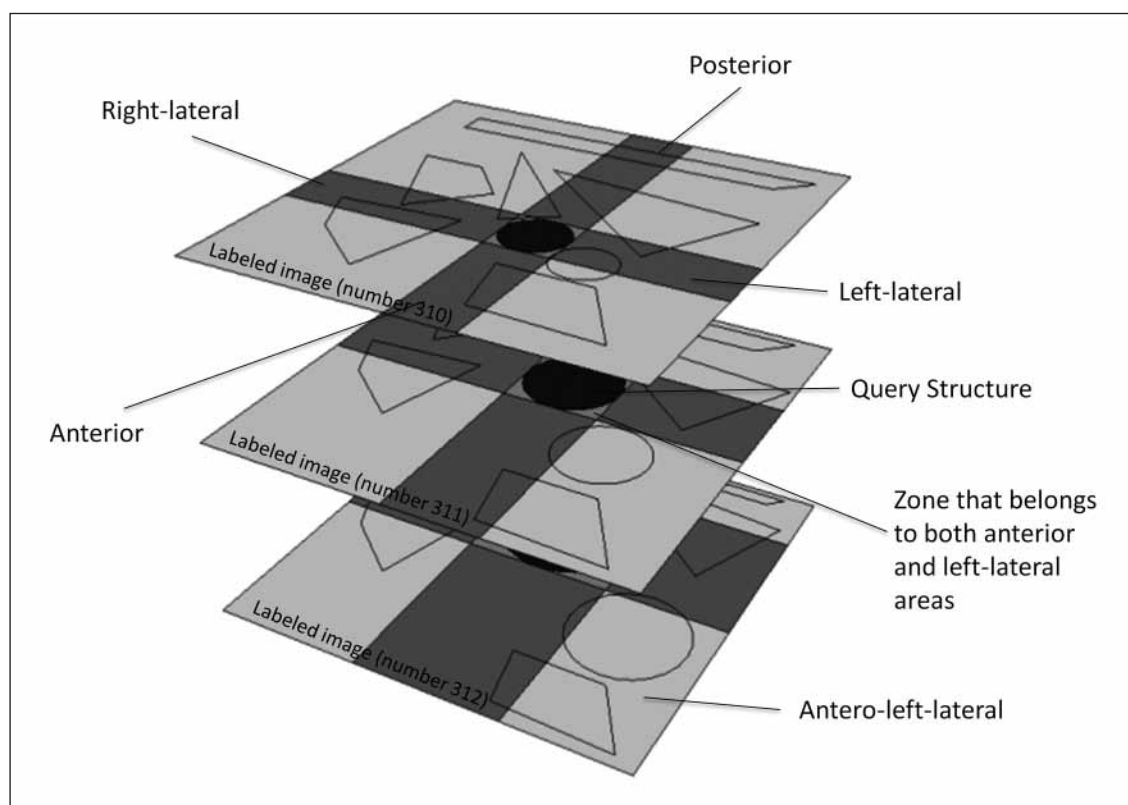 Posterior
Right-lateral
Labeled image (number 310)
Left-lateral
Query Structure
Anterior
Labeled image (number 311)
Zone that belongs
to both anterior
and left-lateral
areas
Labeled image (number 312)
Antero-left-lateral